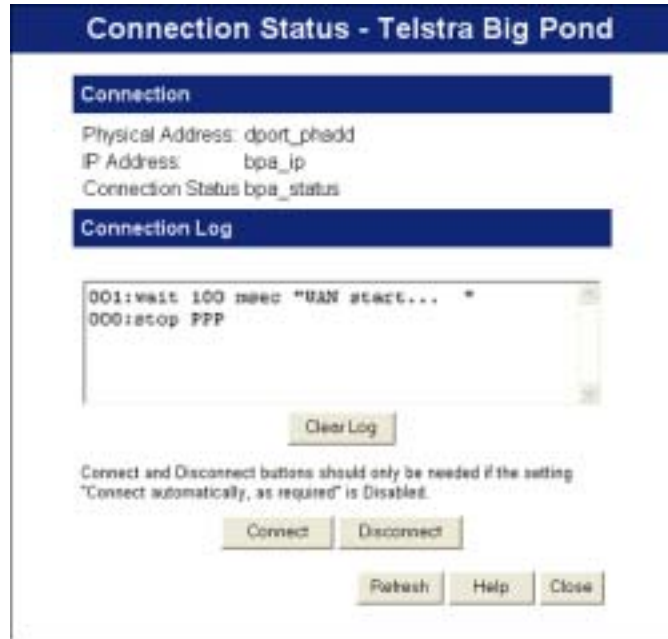 Connection Status - Telstra Big Pond
Connection
Physical Address: dport_phadd
IP Address: bpa_ip
Connection Status bpa_status
Connection Log
001:wait 100 msec "WAN start... "
000:stop PPP
Clear Log
Connect and Disconnect buttons should only be needed if the setting
"Connect automatically, as required" is Disabled.
Connect Disconnect
Refresh Help Close